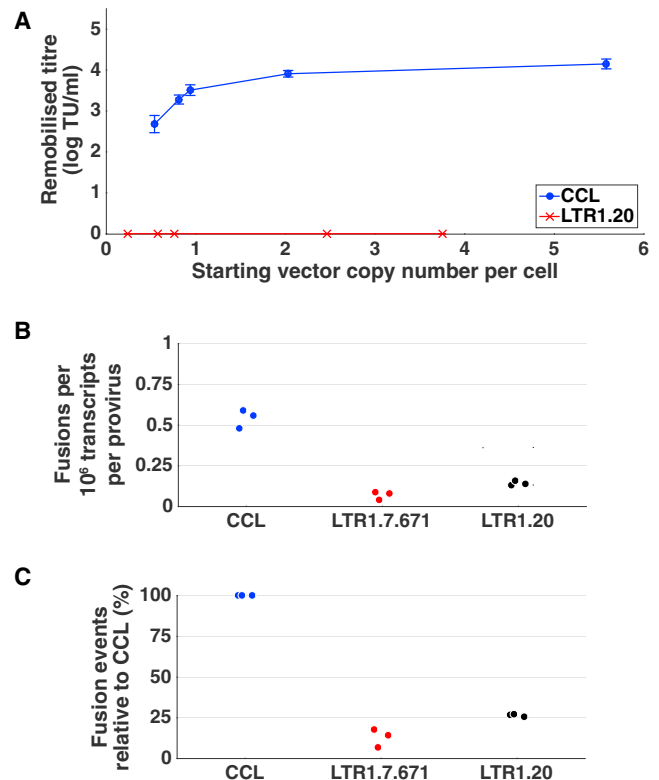 A
Remobilised titre
(log TU/ml)
5
4
3
2
1
0
0 1 2 3 4 5 6
Starting vector copy number per cell
CCL
LTR1.20
B
Fusions per
10⁶ transcripts
per provirus
1
0.75
0.5
0.25
0
CCL LTR1.7.671 LTR1.20
C
Fusion events
relative to CCL (%)
100
75
50
25
0
CCL LTR1.7.671 LTR1.20